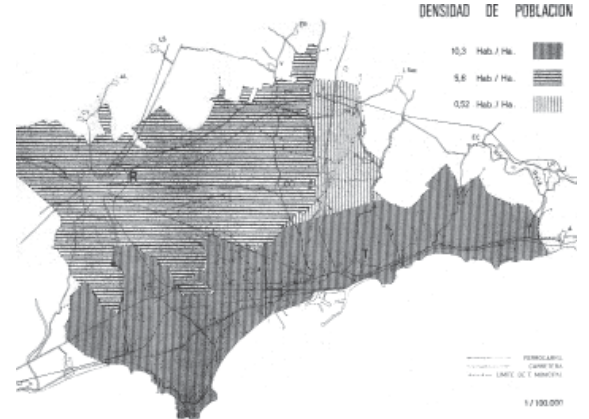 DENSIDAD DE POBLACION
10,3 Hab./ Ha.
5,8 Hab./ Ha.
0,52 Hab./ Ha.
R
T
FERROCARRIL
CARRETERA
LIMITE DE T. MUNICIPAL
1/100.000